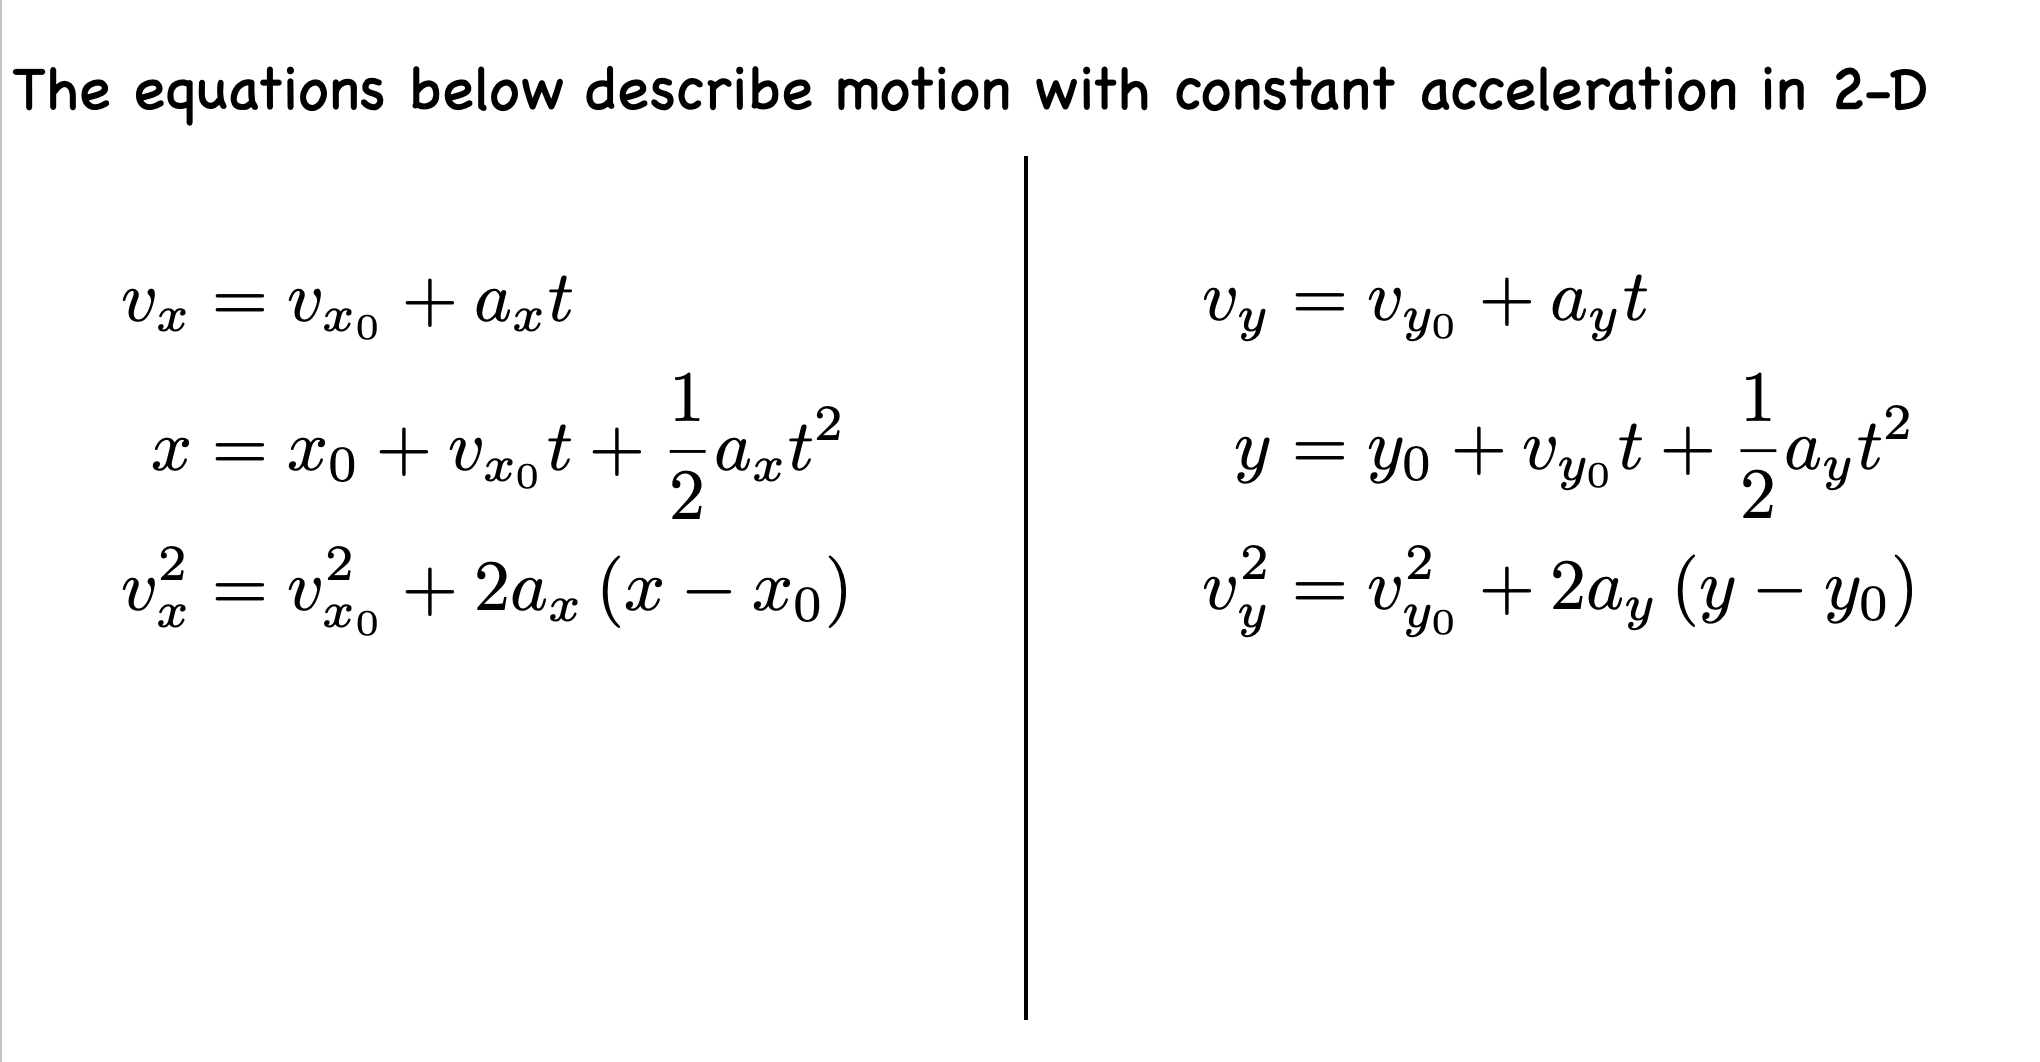 The equations below describe motion with constant acceleration in 2-D
$v_x = v_{x_0} + a_x t$
$x = x_0 + v_{x_0} t + \frac{1}{2} a_x t^2$
$v_x^2 = v_{x_0}^2 + 2a_x (x - x_0)$
$v_y = v_{y_0} + a_y t$
$y = y_0 + v_{y_0} t + \frac{1}{2} a_y t^2$
$v_y^2 = v_{y_0}^2 + 2a_y (y - y_0)$